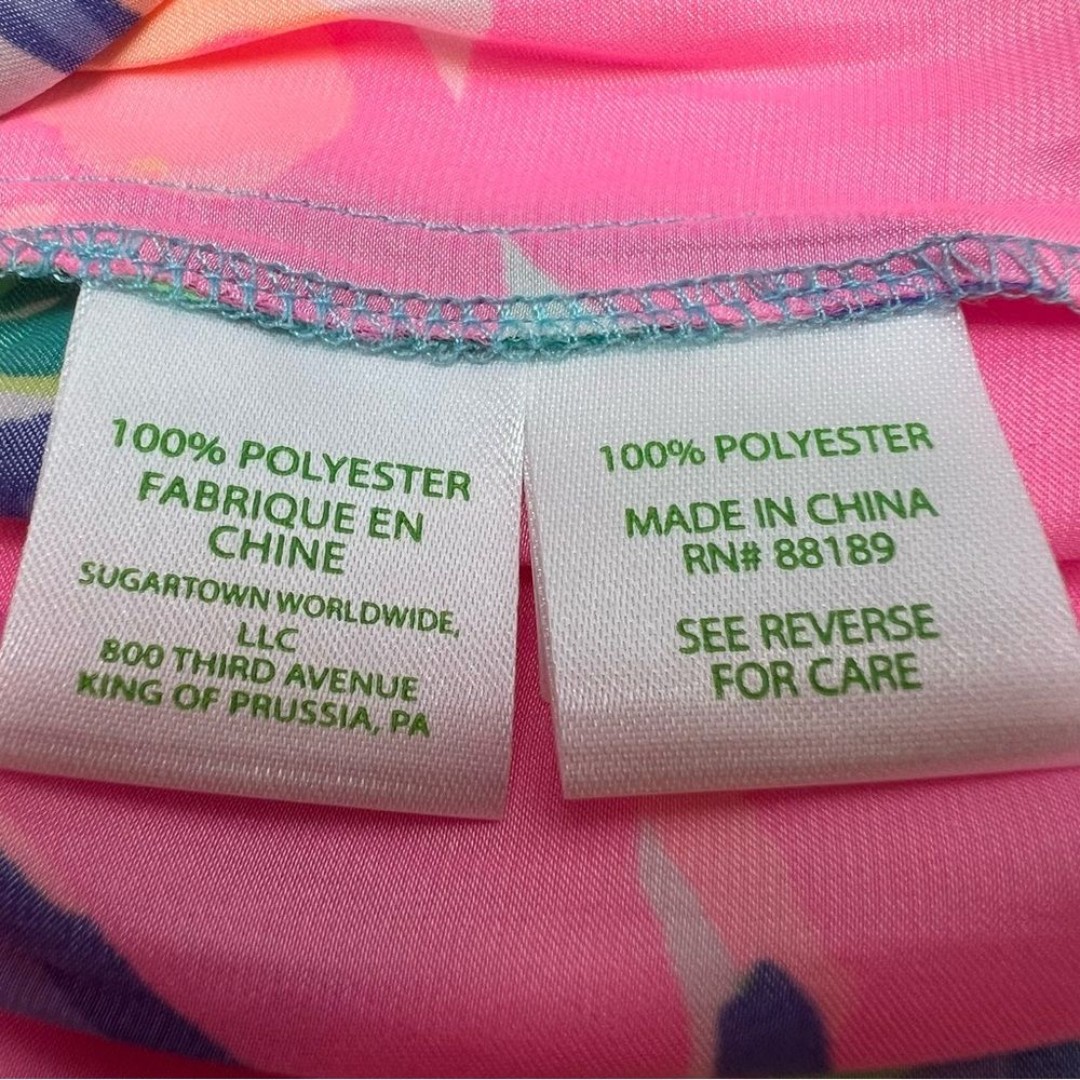 100% POLYESTER
FABRIQUE EN
CHINE
SUGARTOWN WORLDWIDE,
LLC
800 THIRD AVENUE
KING OF PRUSSIA, PA
100% POLYESTER
MADE IN CHINA
RN# 88189
SEE REVERSE
FOR CARE